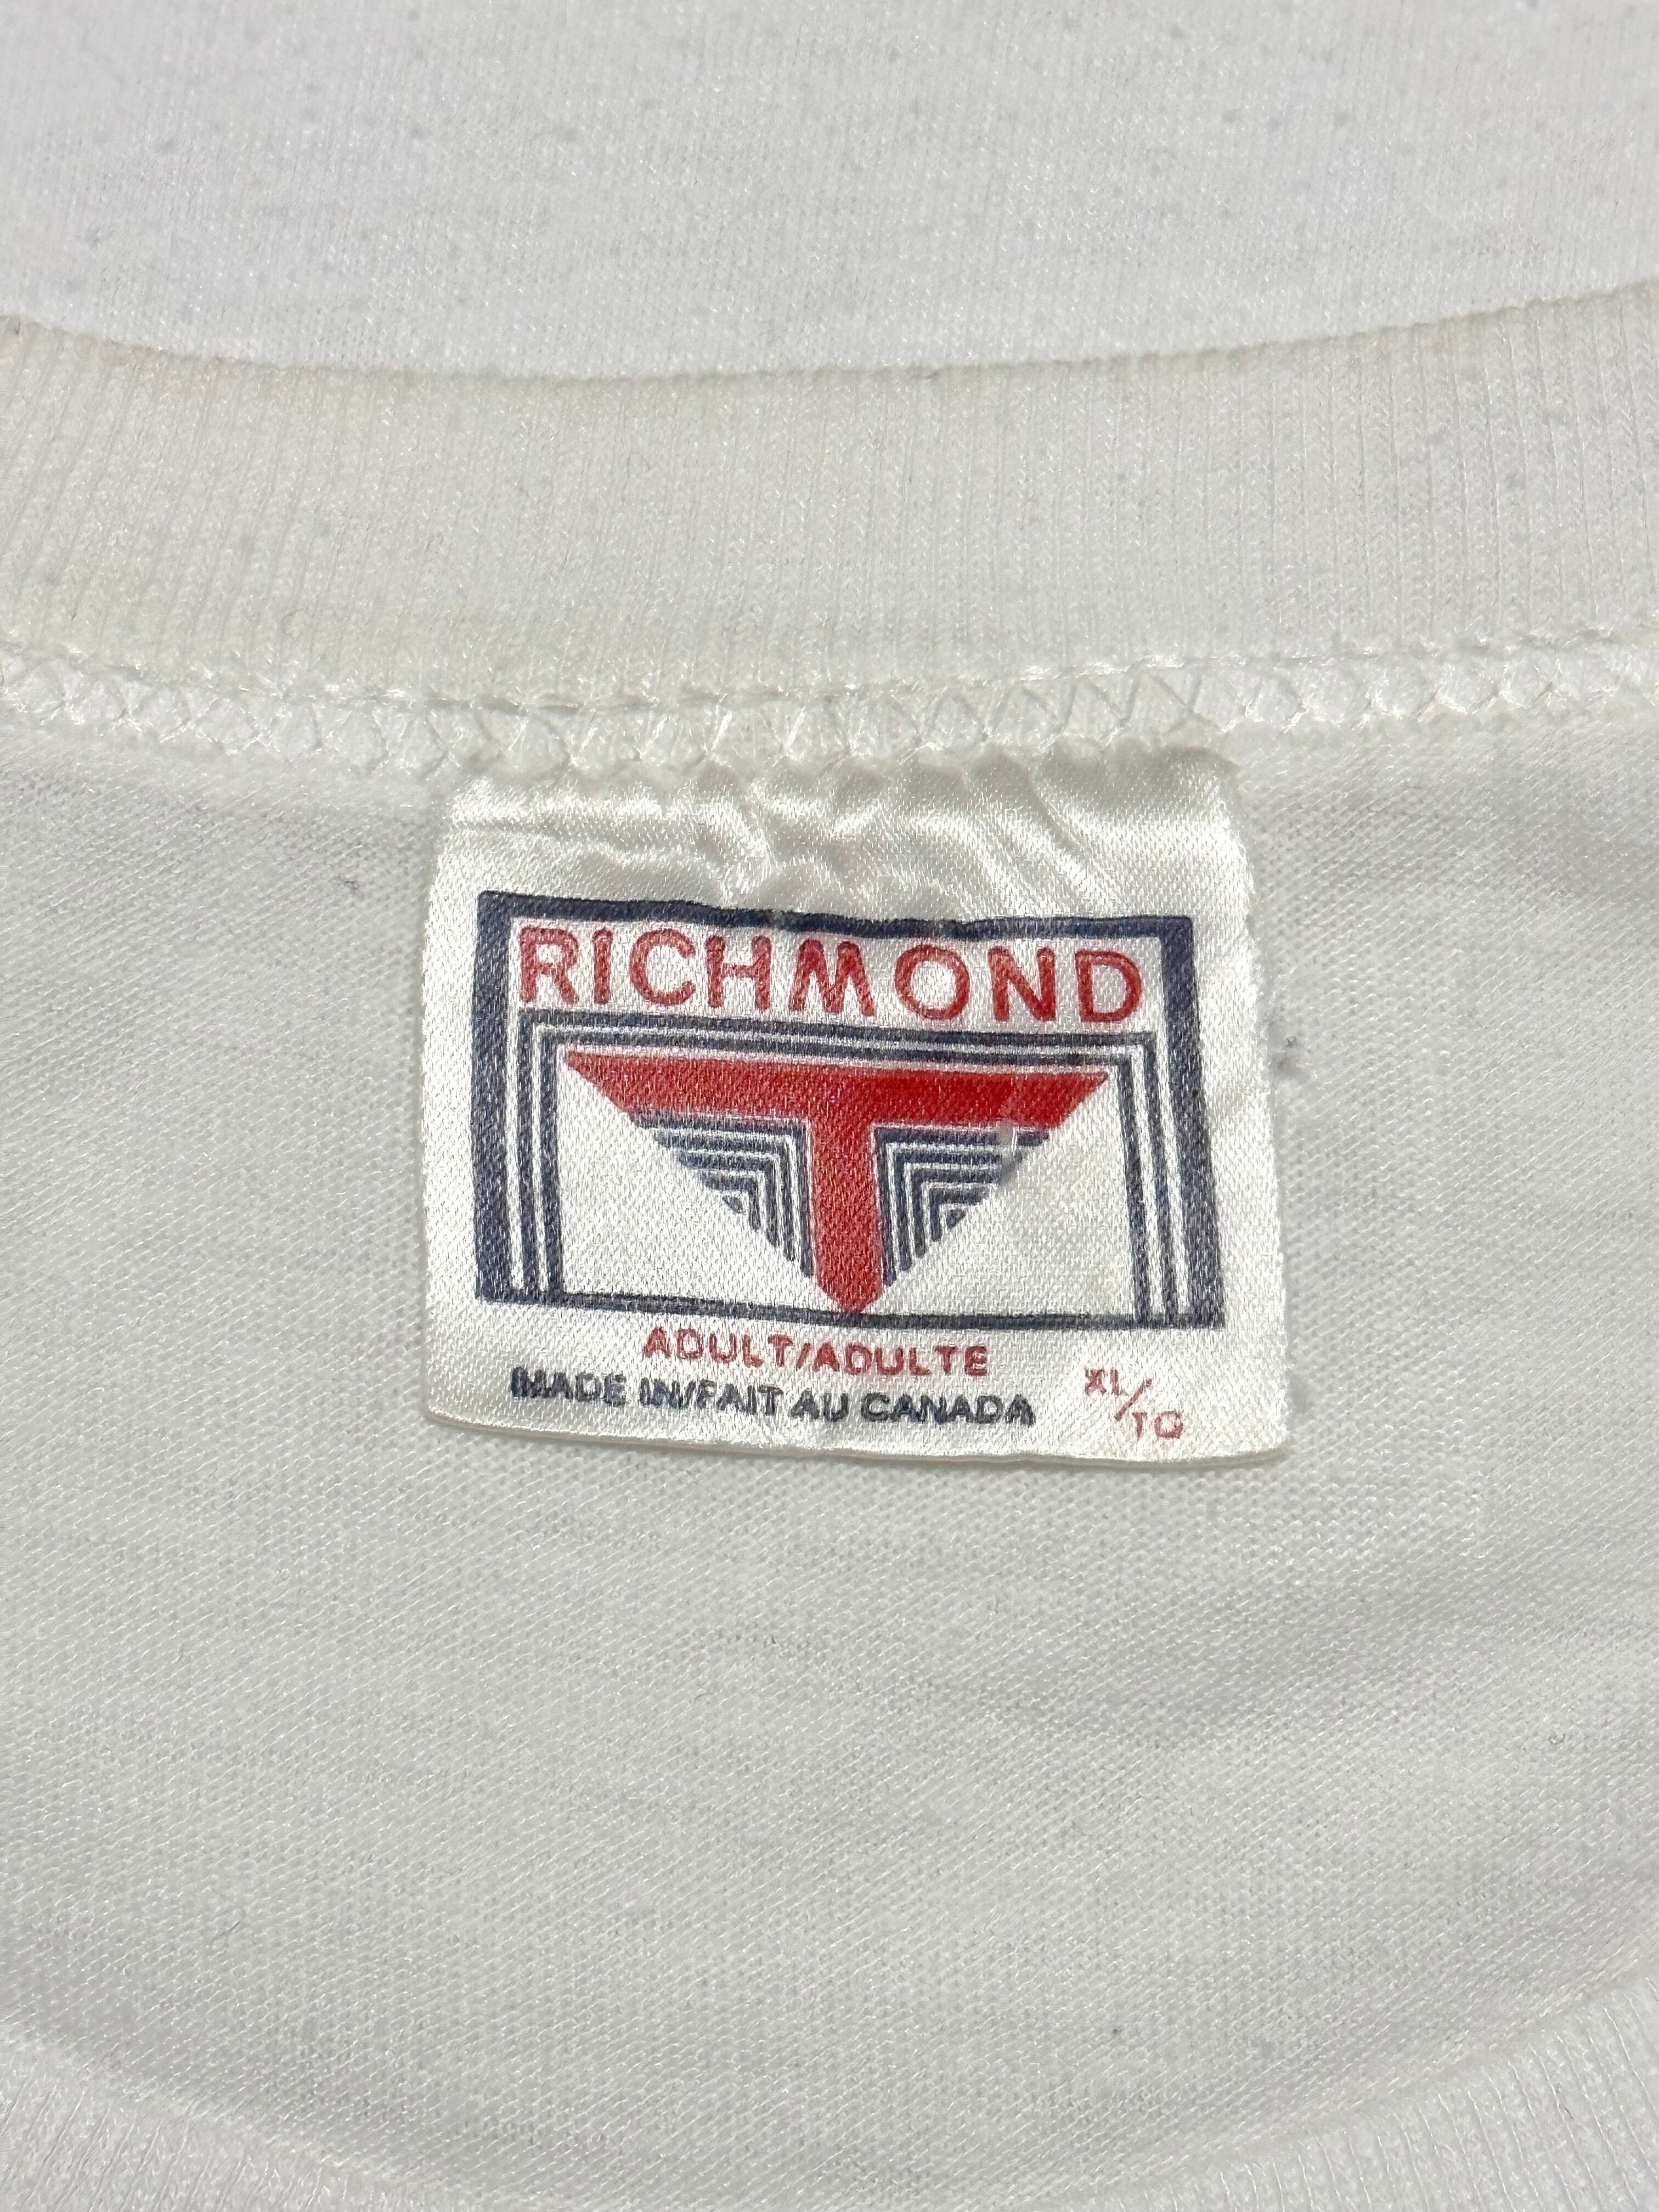 RICHMOND
T
ADULT/ADULTE
MADE IN/FAIT AU CANADA
XL/TG